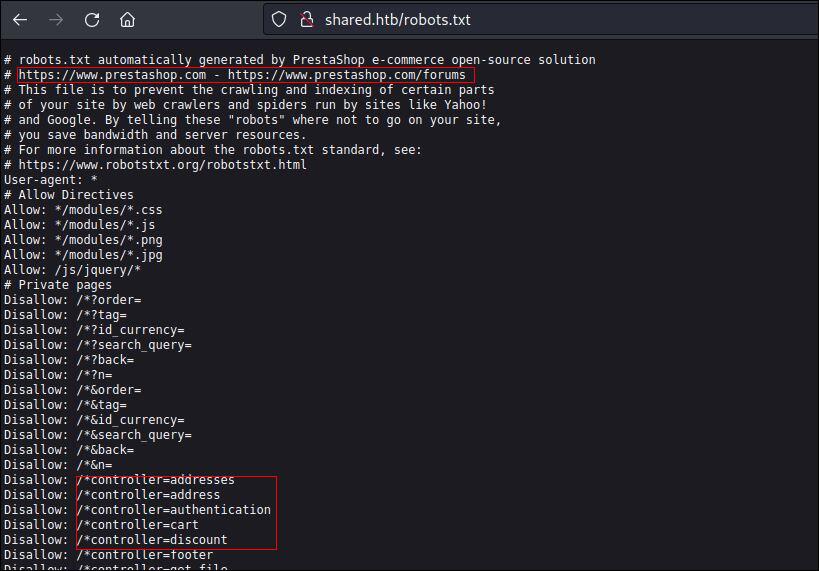 shared.htb/robots.txt
# robots.txt automatically generated by PrestaShop e-commerce open-source solution
# https://www.prestashop.com - https://www.prestashop.com/forums
# This file is to prevent the crawling and indexing of certain parts
# of your site by web crawlers and spiders run by sites like Yahoo!
# and Google. By telling these "robots" where not to go on your site,
# you save bandwidth and server resources.
# For more information about the robots.txt standard, see:
# https://www.robotstxt.org/robotstxt.html
User-agent: *
# Allow Directives
Allow: */modules/*.css
Allow: */modules/*.js
Allow: */modules/*.png
Allow: */modules/*.jpg
Allow: /js/jquery/*
# Private pages
Disallow: /*?order=
Disallow: /*?tag=
Disallow: /*?id_currency=
Disallow: /*?search_query=
Disallow: /*?back=
Disallow: /*?n=
Disallow: /*&order=
Disallow: /*&tag=
Disallow: /*&id_currency=
Disallow: /*&search_query=
Disallow: /*&back=
Disallow: /*&n=
Disallow: /*controller=addresses
Disallow: /*controller=address
Disallow: /*controller=authentication
Disallow: /*controller=cart
Disallow: /*controller=discount
Disallow: /*controller=footer
Disallow: /*controller=get-file